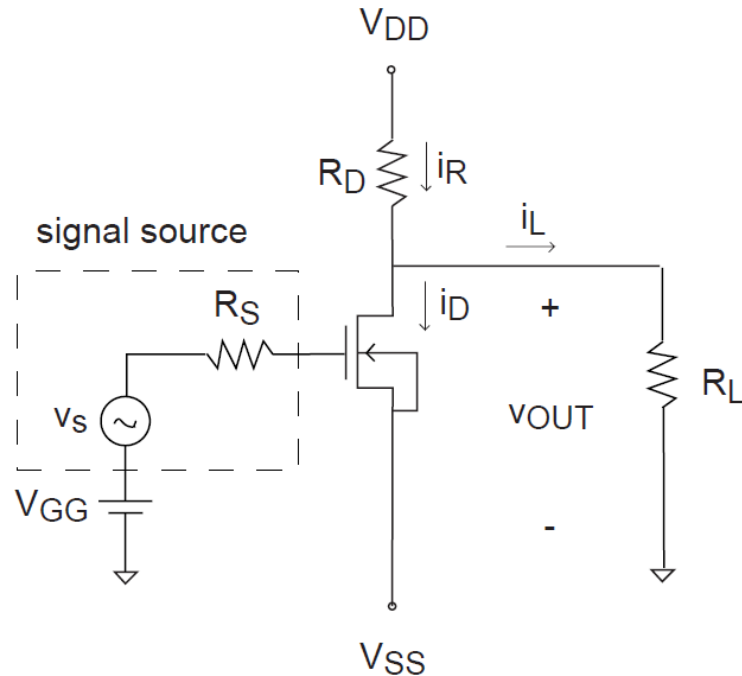 VDD
RD
iR
signal source
iL
RS
iD
+
vs
vOUT
RL
VGG
-
VSS